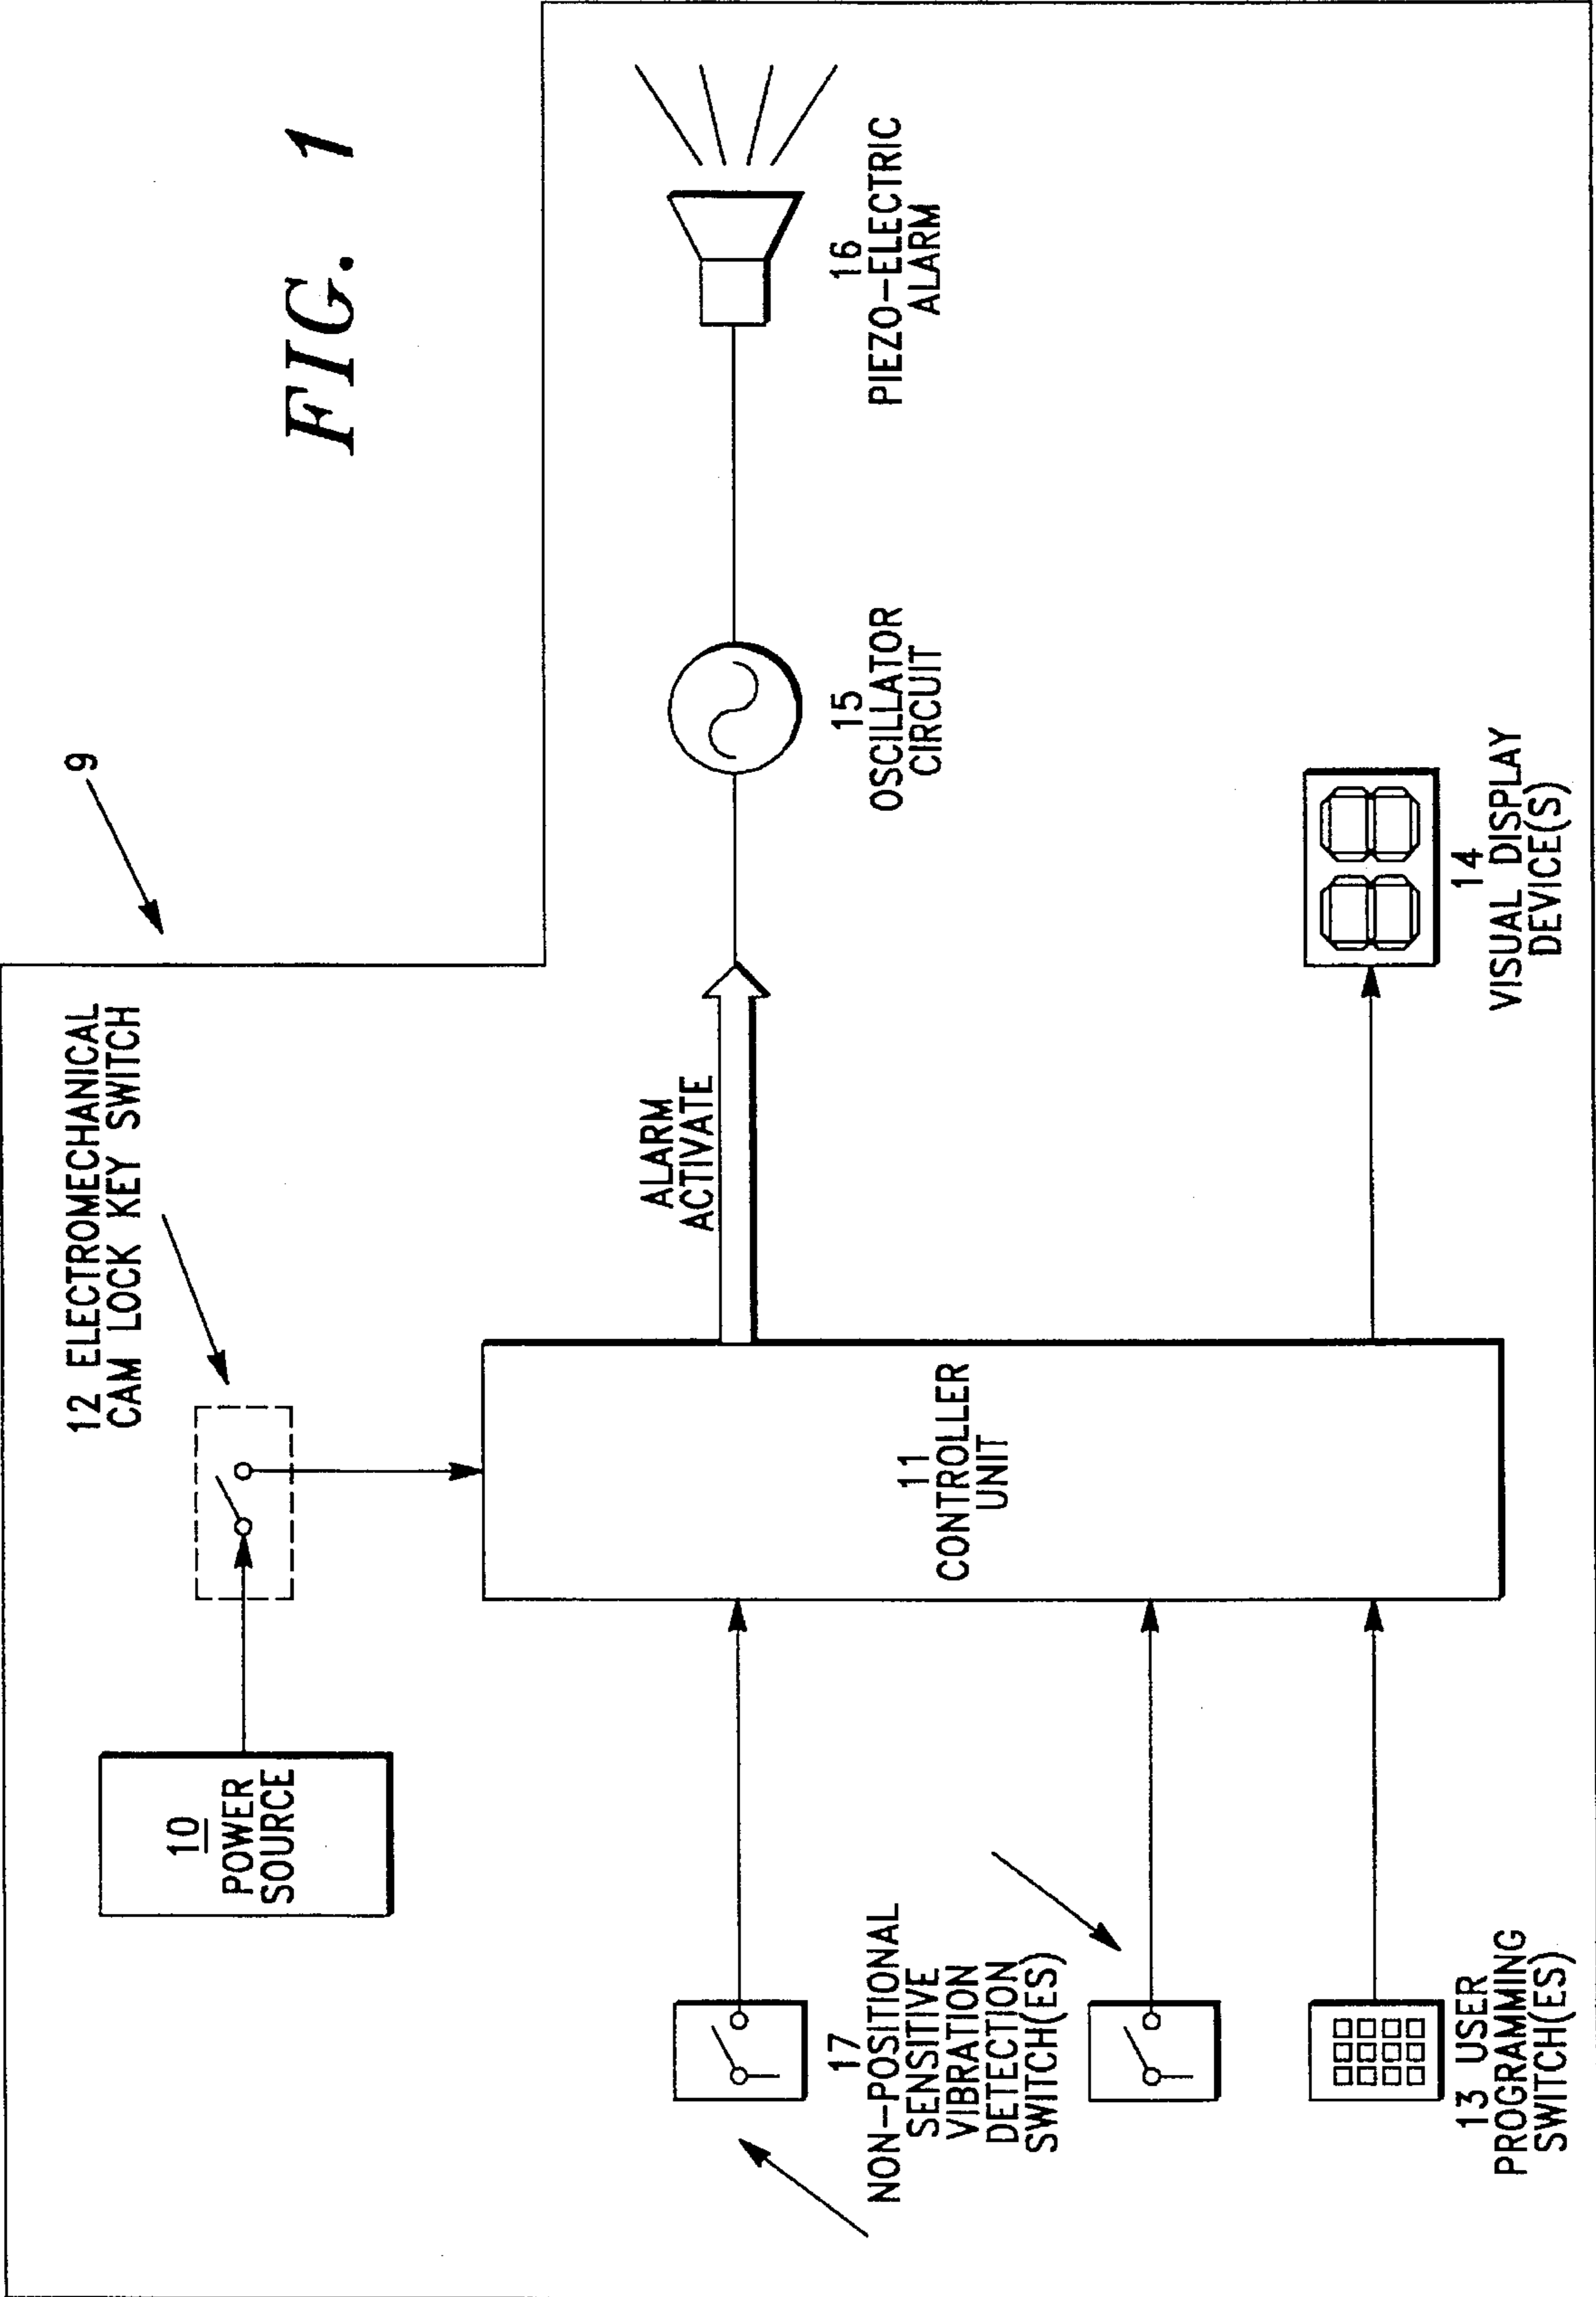 FIG. 1
9
12 ELECTROMECHANICAL
CAM LOCK KEY SWITCH
10
POWER
SOURCE
ALARM
ACTIVATE
15
OSCILLATOR
CIRCUIT
16
PIEZO-ELECTRIC
ALARM
11
CONTROLLER
UNIT
17
NON-POSITIONAL
SENSITIVE
VIBRATION
DETECTION
SWITCH(ES)
13 USER
PROGRAMMING
SWITCH(ES)
14
VISUAL DISPLAY
DEVICE(S)